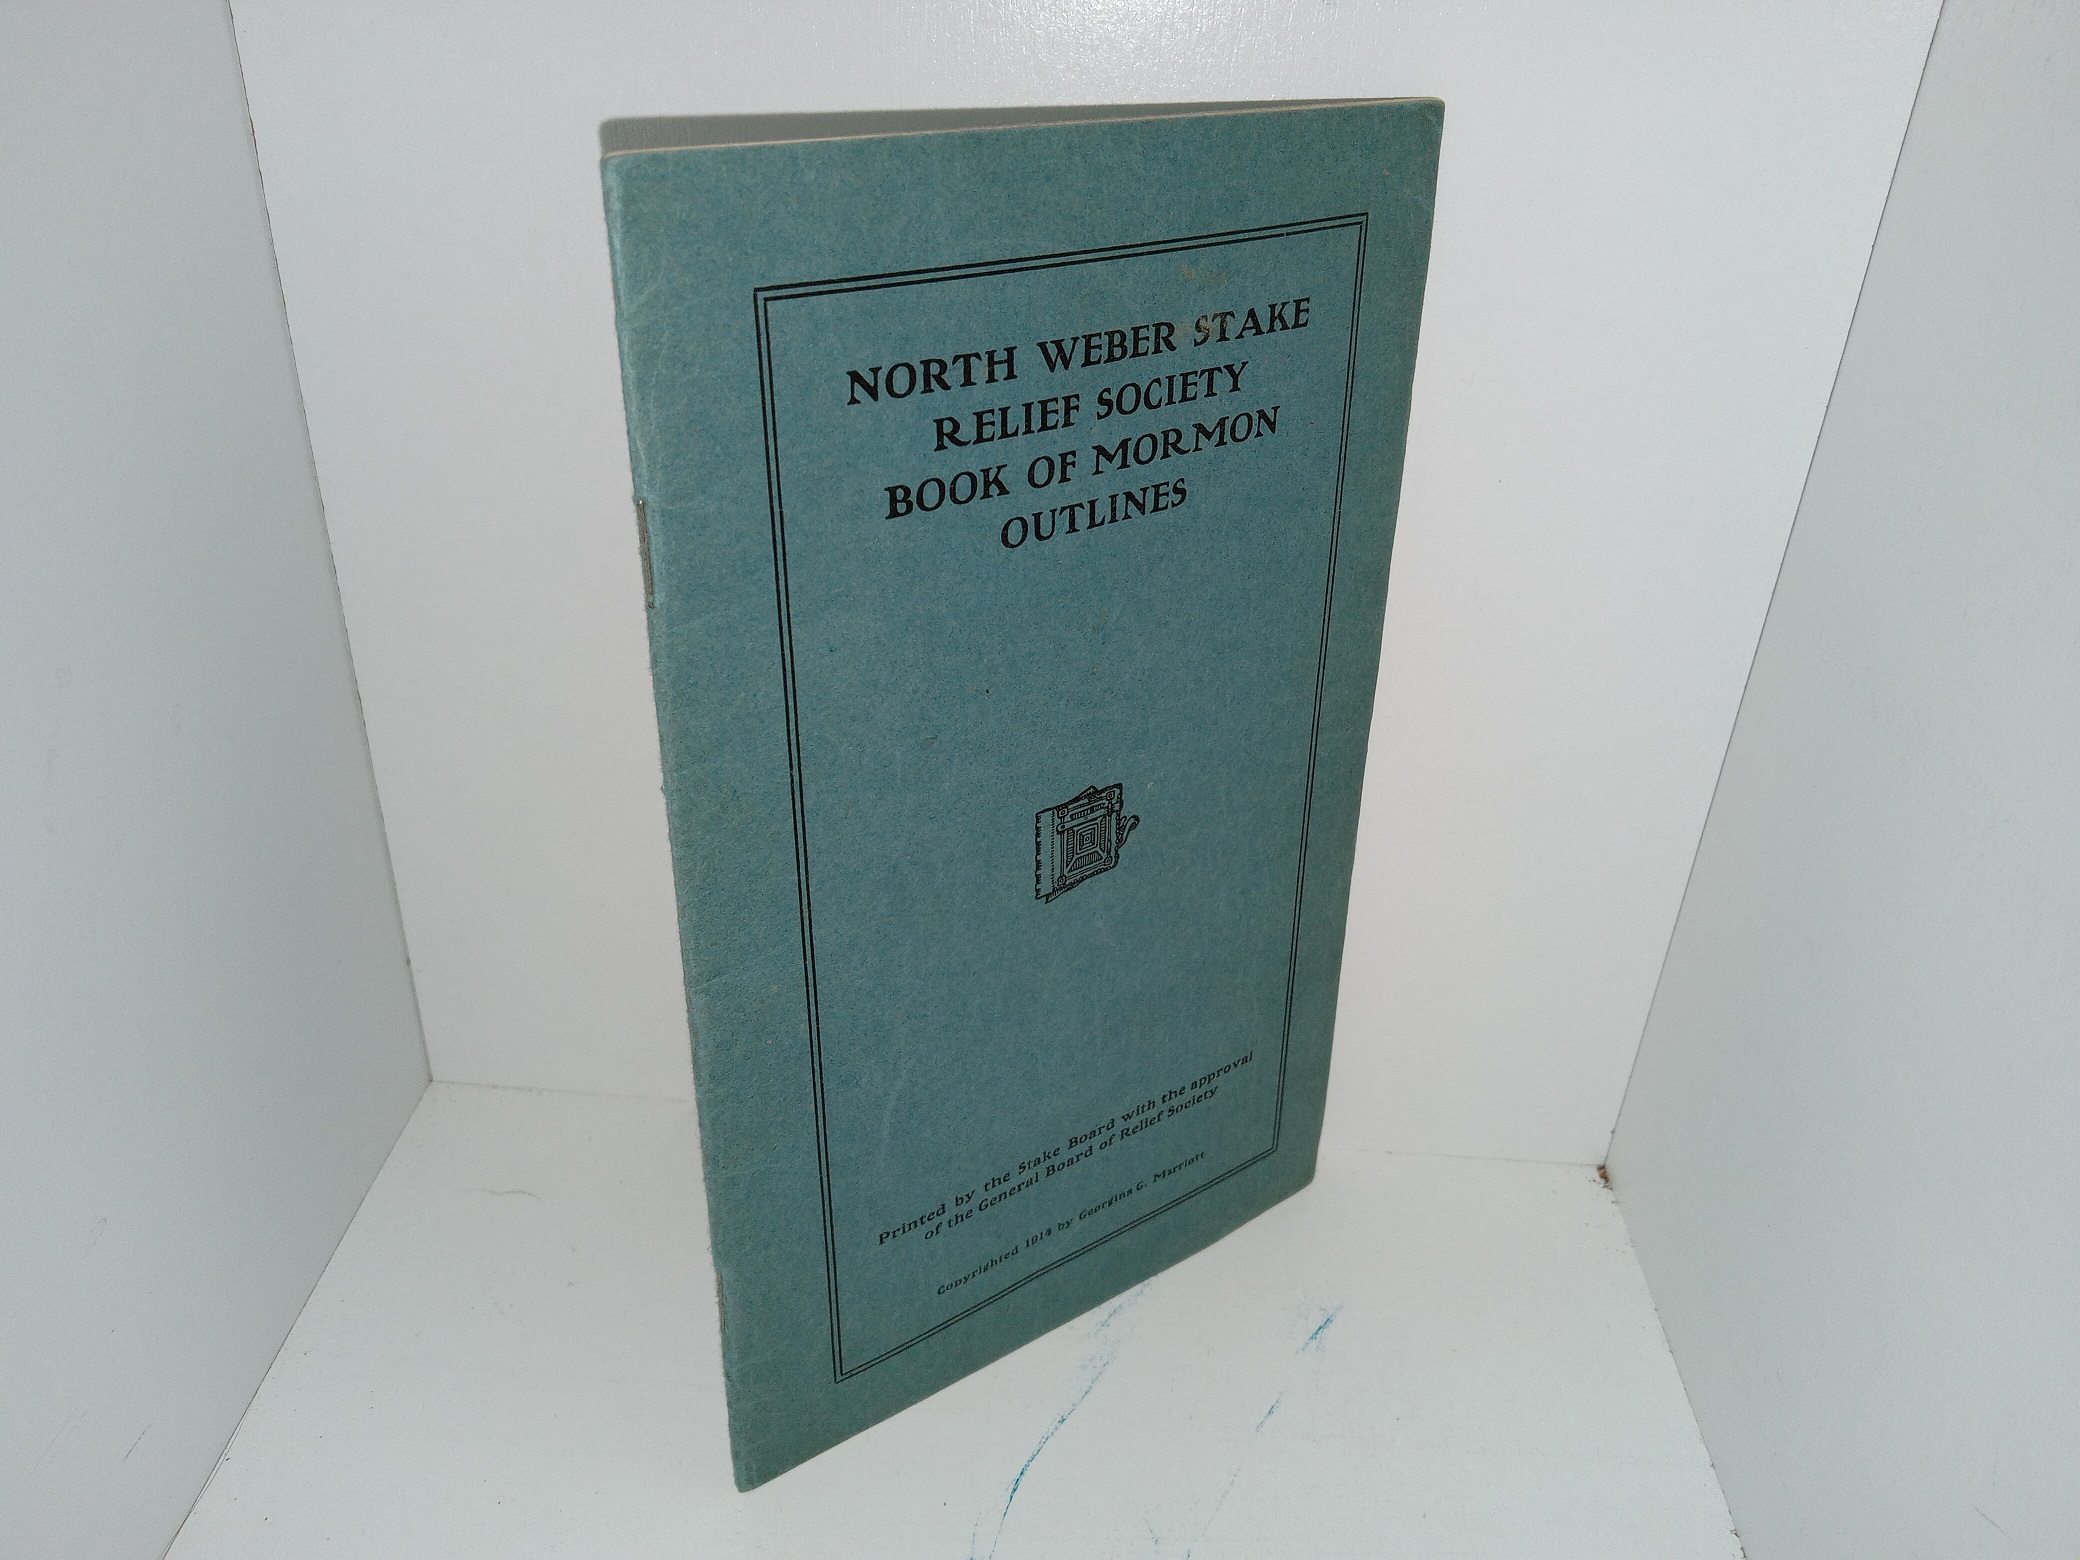 NORTH WEBER STAKE
RELIEF SOCIETY
BOOK OF MORMON
OUTLINES
Printed by the Stake Board with the approval
of the General Board of Relief Society
Copyrighted 1914 by Georgina G. Marriott